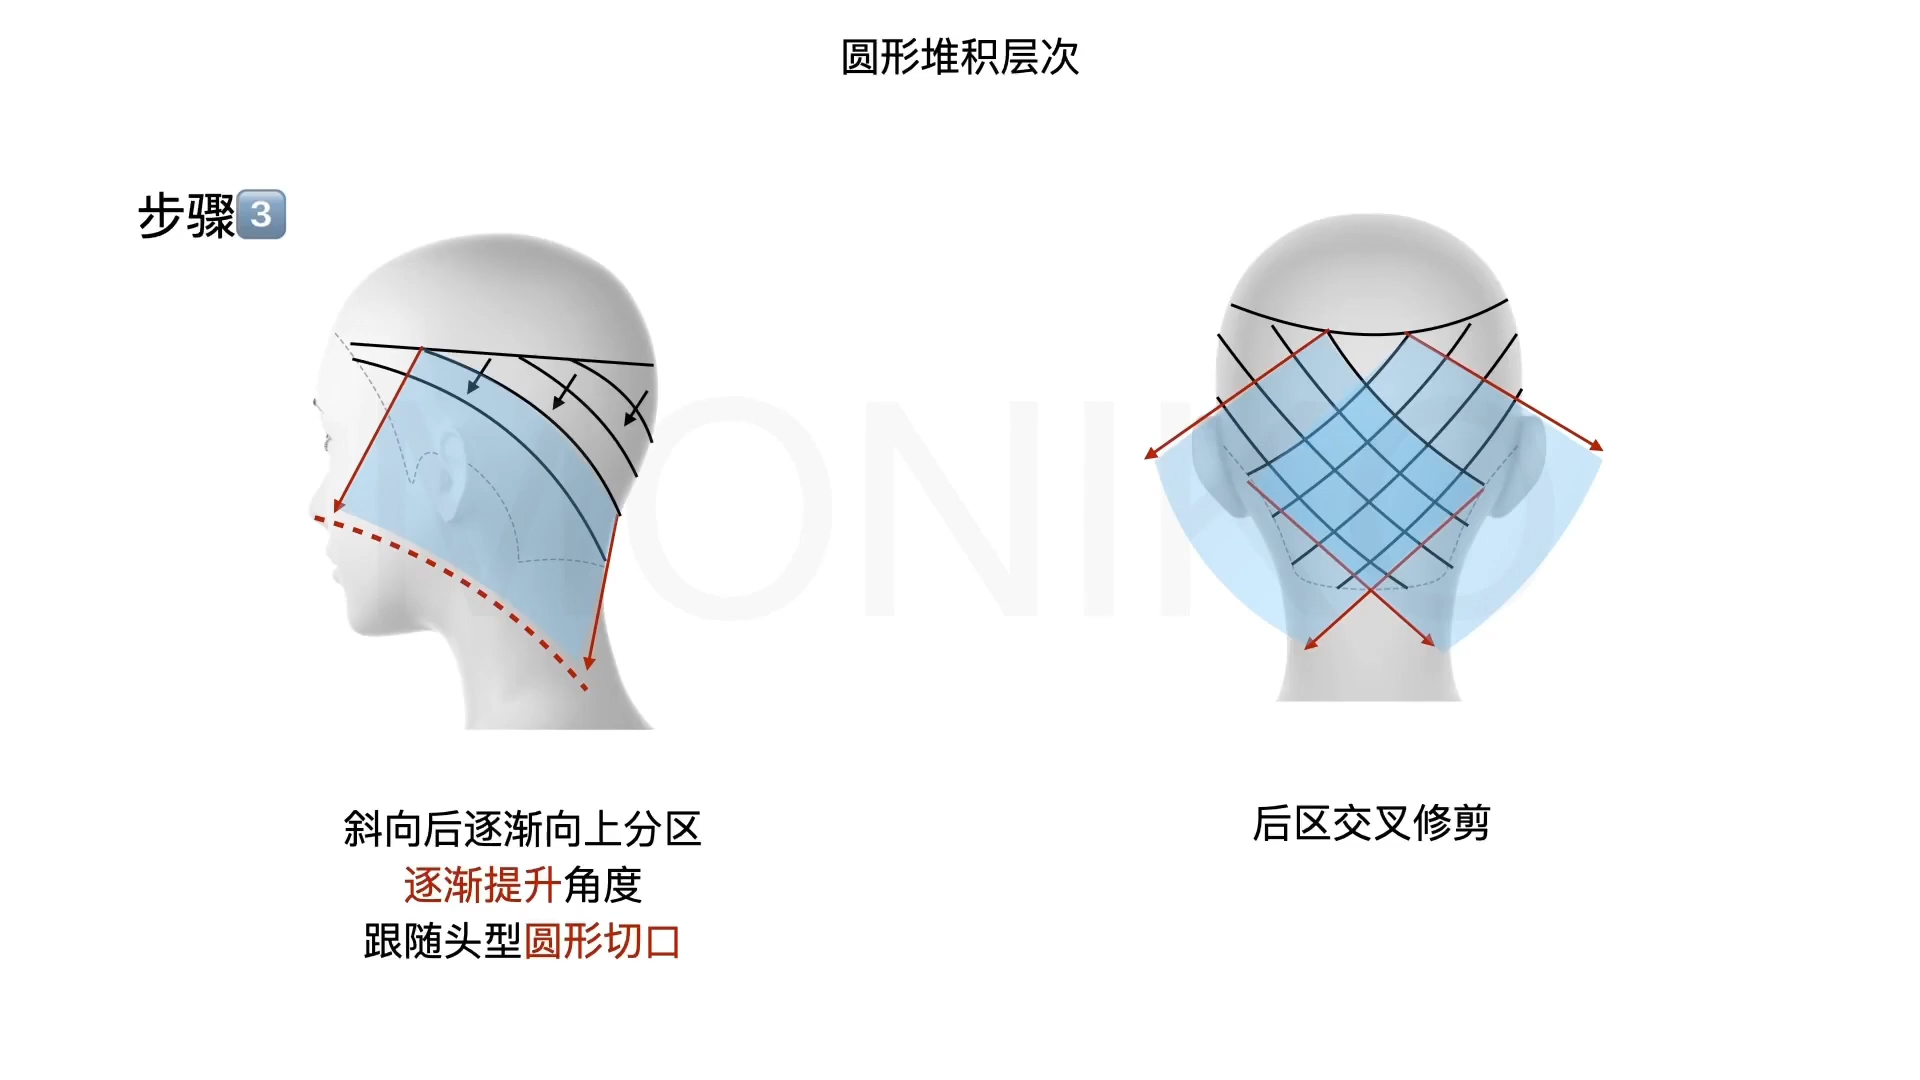 圆形堆积层次
步骤3️⃣
斜向后逐渐向上分区
逐渐提升角度
跟随头型圆形切口
后区交叉修剪